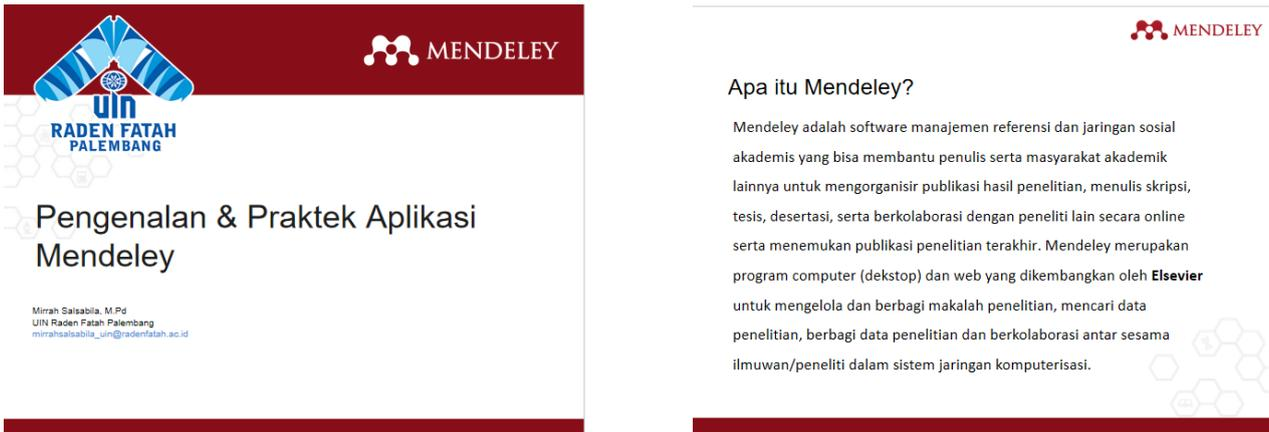 MENDELEY
uin
RADEN FATAH
PALEMBANG
Pengenalan & Praktek Aplikasi
Mendeley
Mirrah Salsabila, M.Pd
UIN Raden Fatah Palembang
mirrahsalsabila_uin@radenfatah.ac.id
MENDELEY
Apa itu Mendeley?
Mendeley adalah software manajemen referensi dan jaringan sosial
akademis yang bisa membantu penulis serta masyarakat akademik
lainnya untuk mengorganisir publikasi hasil penelitian, menulis skripsi,
tesis, desertasi, serta berkolaborasi dengan peneliti lain secara online
serta menemukan publikasi penelitian terakhir. Mendeley merupakan
program computer (dekstop) dan web yang dikembangkan oleh Elsevier
untuk mengelola dan berbagi makalah penelitian, mencari data
penelitian, berbagi data penelitian dan berkolaborasi antar sesama
ilmuwan/peneliti dalam sistem jaringan komputerisasi.